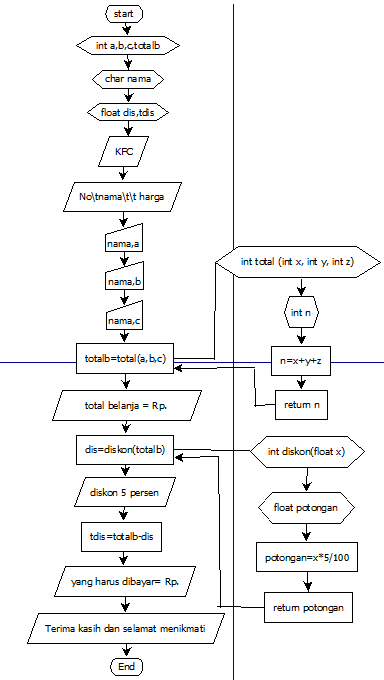 start
int a,b,c,totalb
char nama
float dis,tdis
KFC
No\tnama\t\t harga
nama,a
nama,b
nama,c
totalb=total(a,b,c)
total belanja = Rp.
dis=diskon(totalb)
diskon 5 persen
tdis=totalb-dis
yang harus dibayar= Rp.
Terima kasih dan selamat menikmati
End
int total (int x, int y, int z)
int n
n=x+y+z
return n
int diskon(float x)
float potongan
potongan=x*5/100
return potongan